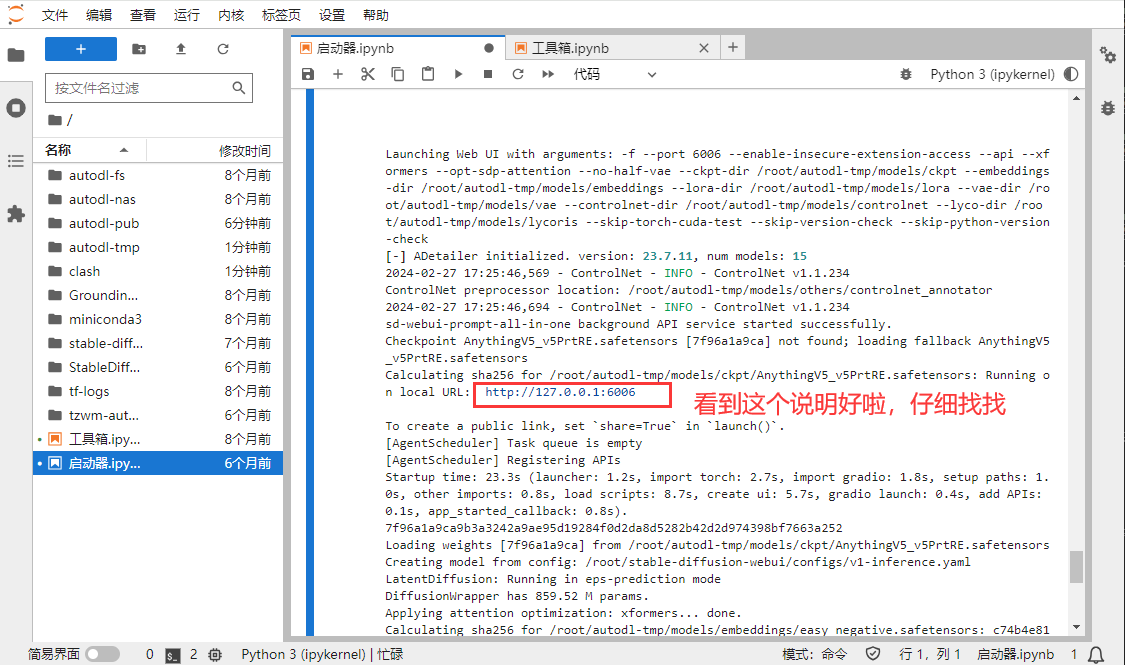 文件 编辑 查看 运行 内核 标签页 设置 帮助
按文件名过滤
/
名称 修改时间
autodl-fs 8个月前
autodl-nas 8个月前
autodl-pub 6分钟前
autodl-tmp 1分钟前
clash 1分钟前
Groundin... 8个月前
miniconda3 8个月前
stable-diff... 7个月前
StableDiff... 6个月前
tf-logs 8个月前
tzwm-aut... 6个月前
工具箱.ipy... 8个月前
启动器.ipy... 6个月前
启动器.ipynb 工具箱.ipynb
代码 Python 3 (ipykernel)
Launching Web UI with arguments: -f --port 6006 --enable-insecure-extension-access --api --xf
ormers --opt-sdp-attention --no-half-vae --ckpt-dir /root/autodl-tmp/models/ckpt --embeddings
-dir /root/autodl-tmp/models/embeddings --lora-dir /root/autodl-tmp/models/lora --vae-dir /ro
ot/autodl-tmp/models/vae --controlnet-dir /root/autodl-tmp/models/controlnet --lyco-dir /roo
t/autodl-tmp/models/lycoris --skip-torch-cuda-test --skip-version-check --skip-python-version
-check
[-] ADetailer initialized. version: 23.7.11, num models: 15
2024-02-27 17:25:46,569 - ControlNet - INFO - ControlNet v1.1.234
ControlNet preprocessor location: /root/autodl-tmp/models/others/controlnet_annotator
2024-02-27 17:25:46,694 - ControlNet - INFO - ControlNet v1.1.234
sd-webui-prompt-all-in-one background API service started successfully.
Checkpoint AnythingV5_v5PrtRE.safetensors [7f96a1a9ca] not found; loading fallback AnythingV5
_v5PrtRE.safetensors
Calculating sha256 for /root/autodl-tmp/models/ckpt/AnythingV5_v5PrtRE.safetensors: Running o
n local URL: http://127.0.0.1:6006
看到这个说明好啦，仔细找找
To create a public link, set `share=True` in `launch()`.
[AgentScheduler] Task queue is empty
[AgentScheduler] Registering APIs
Startup time: 23.3s (launcher: 1.2s, import torch: 2.7s, import gradio: 1.8s, setup paths: 1.
0s, other imports: 0.8s, load scripts: 8.7s, create ui: 5.7s, gradio launch: 0.4s, add APIs:
0.1s, app_started_callback: 0.8s).
7f96a1a9ca9b3a3242a9ae95d19284f0d2da8d5282b42d2d974398bf7663a252
Loading weights [7f96a1a9ca] from /root/autodl-tmp/models/ckpt/AnythingV5_v5PrtRE.safetensors
Creating model from config: /root/stable-diffusion-webui/configs/v1-inference.yaml
LatentDiffusion: Running in eps-prediction mode
DiffusionWrapper has 859.52 M params.
Applying attention optimization: xformers... done.
Calculating sha256 for /root/autodl-tmp/models/embeddings/easy_negative.safetensors: c74b4e81
简易界面 0 2 Python 3 (ipykernel) | 忙碌 模式: 命令 行 1, 列 1 启动器.ipynb 1